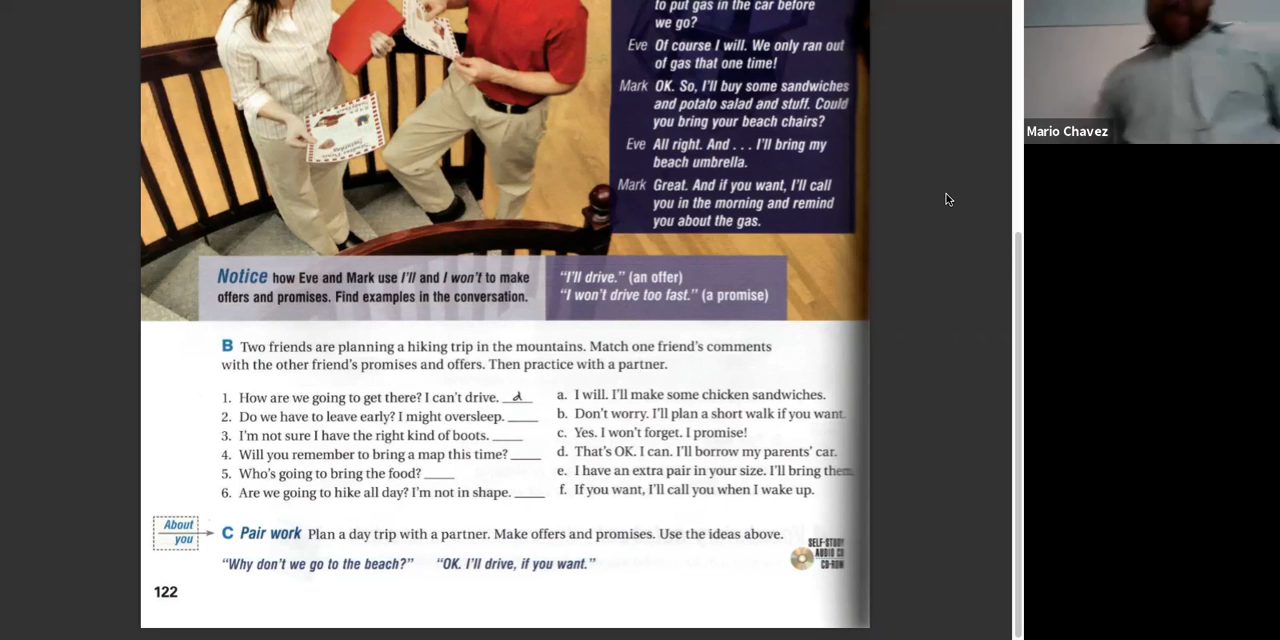 to put gas in the car before
we go?
Eve Of course I will. We only ran out
of gas that one time!
Mark OK. So, I'll buy some sandwiches
and potato salad and stuff. Could
you bring your beach chairs?
Eve All right. And . . . I'll bring my
beach umbrella.
Mark Great. And if you want, I'll call
you in the morning and remind
you about the gas.
Mario Chavez
Notice how Eve and Mark use I'll and I won't to make
offers and promises. Find examples in the conversation.
"I'll drive." (an offer)
"I won't drive too fast." (a promise)
B Two friends are planning a hiking trip in the mountains. Match one friend's comments
with the other friend's promises and offers. Then practice with a partner.
1. How are we going to get there? I can't drive. d
2. Do we have to leave early? I might oversleep. ____
3. I'm not sure I have the right kind of boots. ____
4. Will you remember to bring a map this time? ____
5. Who's going to bring the food? ____
6. Are we going to hike all day? I'm not in shape. ____
a. I will. I'll make some chicken sandwiches.
b. Don't worry. I'll plan a short walk if you want.
c. Yes. I won't forget. I promise!
d. That's OK. I can. I'll borrow my parents' car.
e. I have an extra pair in your size. I'll bring them.
f. If you want, I'll call you when I wake up.
About
you
C Pair work Plan a day trip with a partner. Make offers and promises. Use the ideas above.
"Why don't we go to the beach?" "OK. I'll drive, if you want."
SELF-STUDY
AUDIO CD
CD-ROM
122